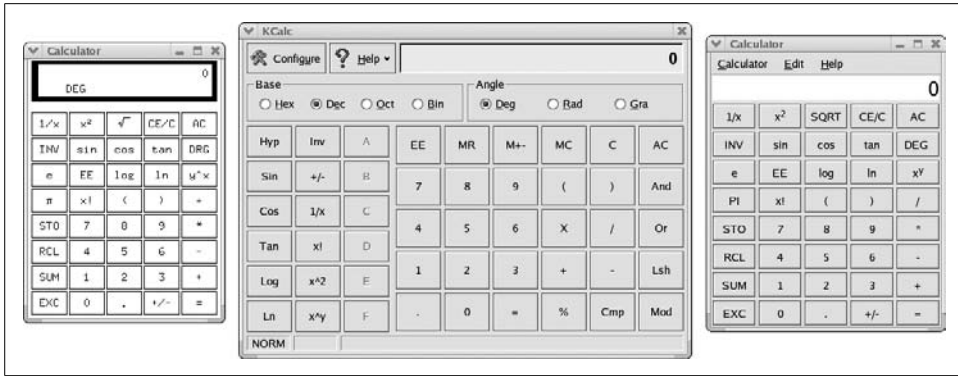 Calculator
0
DEG
1/x x² √ CE/C AC
INV sin cos tan DRG
e EE log ln y^x
π x! ( ) ÷
STO 7 8 9 *
RCL 4 5 6 -
SUM 1 2 3 +
EXC 0 . +/- =
KCalc
Configure Help 0
Base Angle
Hex Dec Oct Bin Deg Rad Gra
Hyp Inv A EE MR M+- MC C AC
Sin +/- B 7 8 9 ( ) And
Cos 1/x C 4 5 6 X / Or
Tan x! D
Log x^2 E 1 2 3 + - Lsh
Ln x^y F . 0 = % Cmp Mod
NORM
Calculator
Calculator Edit Help
0
1/x x² SQRT CE/C AC
INV sin cos tan DEG
e EE log ln xʸ
PI x! ( ) /
STO 7 8 9 *
RCL 4 5 6 -
SUM 1 2 3 +
EXC 0 . +/- =